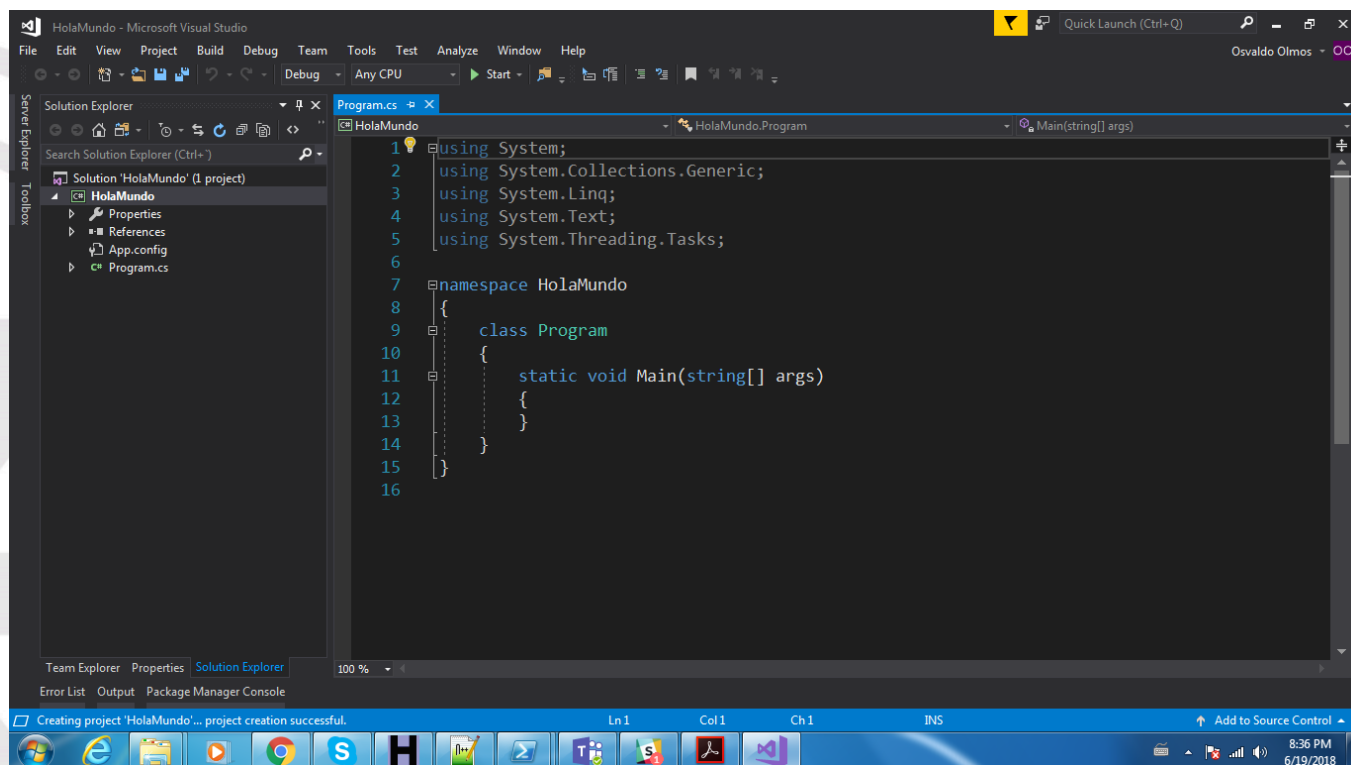 HolaMundo - Microsoft Visual Studio
Quick Launch (Ctrl+Q)
File Edit View Project Build Debug Team Tools Test Analyze Window Help
Osvaldo Olmos
Debug Any CPU Start
Server Explorer
Toolbox
Solution Explorer
Search Solution Explorer (Ctrl+¨)
Solution 'HolaMundo' (1 project)
HolaMundo
Properties
References
App.config
C# Program.cs
Program.cs
C# HolaMundo HolaMundo.Program Main(string[] args)
1 using System;
2 using System.Collections.Generic;
3 using System.Linq;
4 using System.Text;
5 using System.Threading.Tasks;
6
7 namespace HolaMundo
8 {
9 class Program
10 {
11 static void Main(string[] args)
12 {
13 }
14 }
15 }
16
100 %
Team Explorer Properties Solution Explorer
Error List Output Package Manager Console
Creating project 'HolaMundo'... project creation successful.
Ln 1 Col 1 Ch 1 INS
Add to Source Control
8:36 PM
6/19/2018